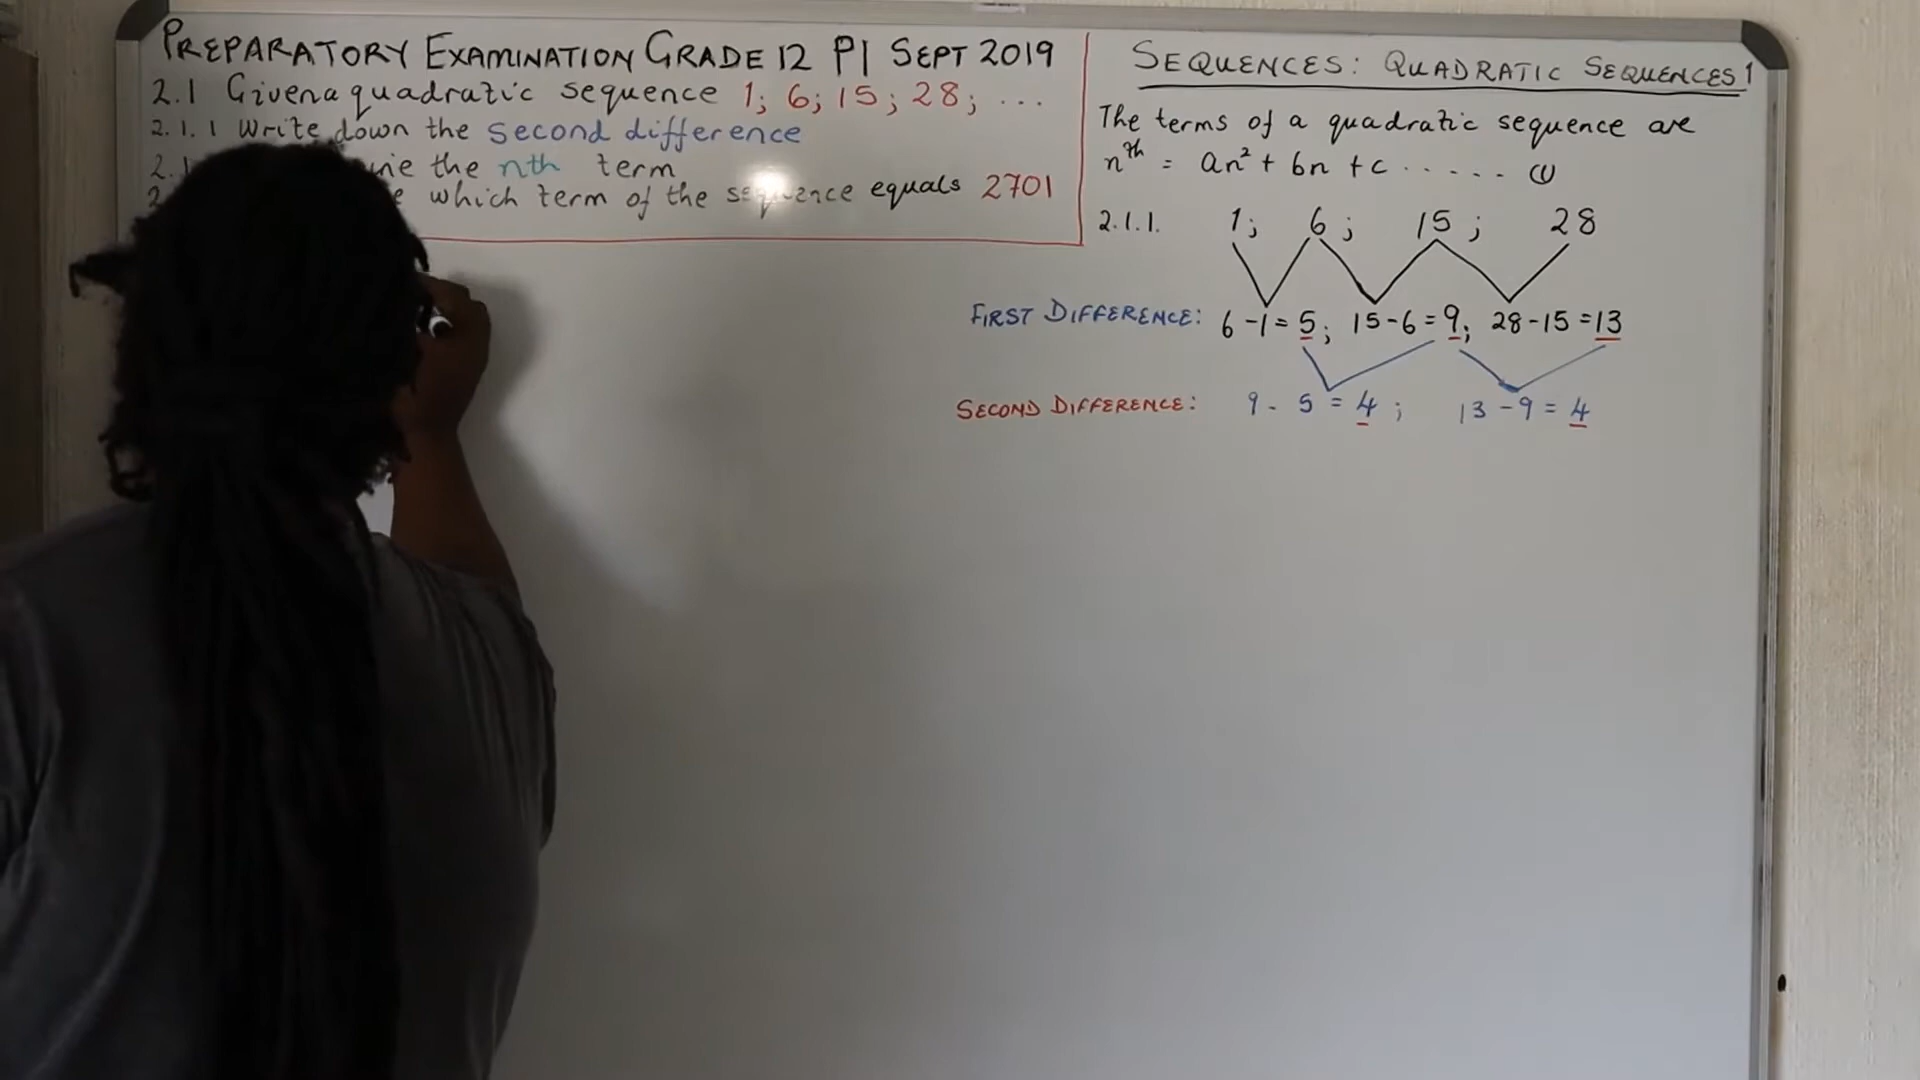 PREPARATORY EXAMINATION GRADE 12 P1 SEPT 2019
2.1 Given a quadratic sequence 1; 6; 15; 28; ...
2.1.1 Write down the second difference
2.1 the nth term
which term of the sequence equals 2701
SEQUENCES: QUADRATIC SEQUENCES 1
The terms of a quadratic sequence are
nth = an² + bn + c ..... (1)
2.1.1. 1; 6; 15; 28
FIRST DIFFERENCE: 6-1=5; 15-6=9; 28-15=13
SECOND DIFFERENCE: 9-5=4; 13-9=4